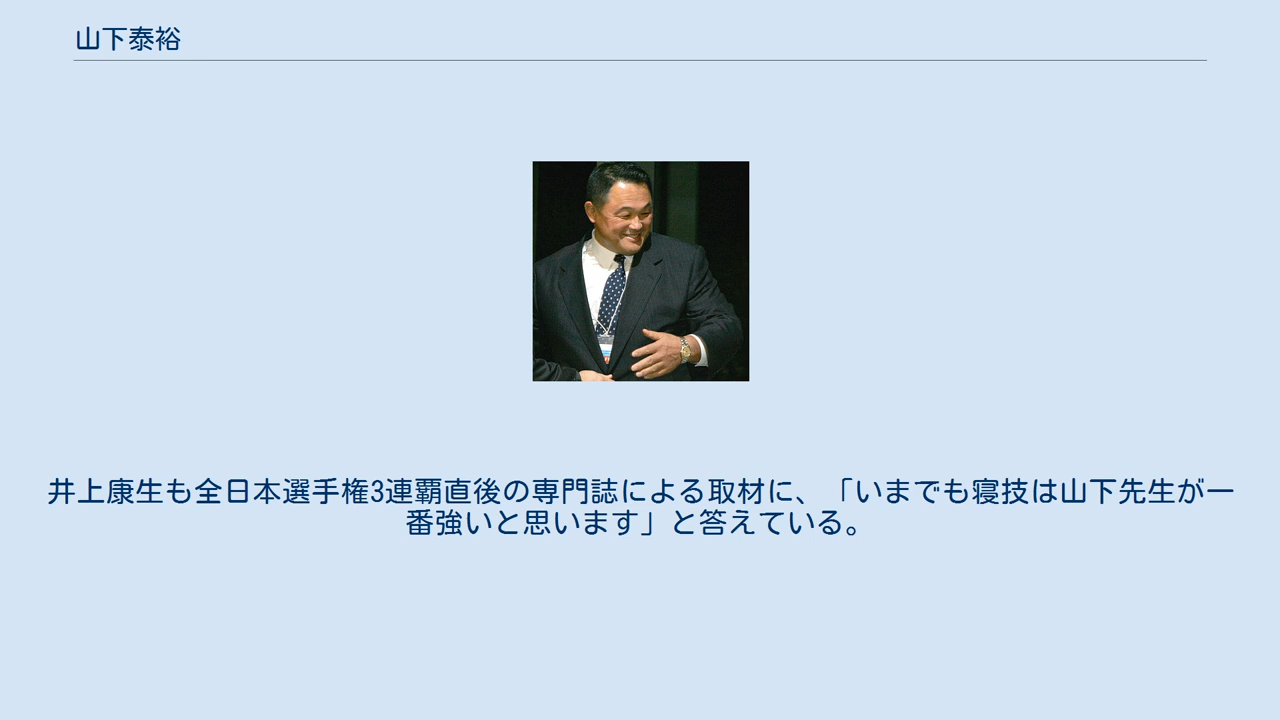 山下泰裕
井上康生も全日本選手権3連覇直後の専門誌による取材に、「いまでも寝技は山下先生が一
番強いと思います」と答えている。